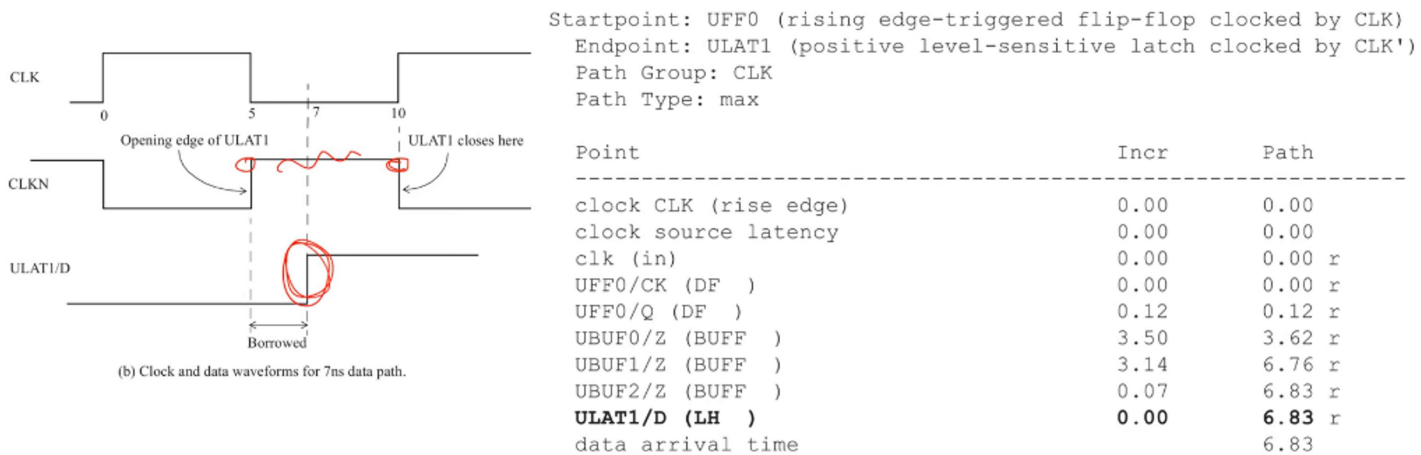 CLK
0
5
7
10
Opening edge of ULAT1
ULAT1 closes here
CLKN
ULAT1/D
Borrowed
(b) Clock and data waveforms for 7ns data path.
Startpoint: UFF0 (rising edge-triggered flip-flop clocked by CLK)
Endpoint: ULAT1 (positive level-sensitive latch clocked by CLK')
Path Group: CLK
Path Type: max
Point Incr Path
---------------------------------------------------------------
clock CLK (rise edge) 0.00 0.00
clock source latency 0.00 0.00
clk (in) 0.00 0.00 r
UFF0/CK (DF ) 0.00 0.00 r
UFF0/Q (DF ) 0.12 0.12 r
UBUF0/Z (BUFF ) 3.50 3.62 r
UBUF1/Z (BUFF ) 3.14 6.76 r
UBUF2/Z (BUFF ) 0.07 6.83 r
ULAT1/D (LH ) 0.00 6.83 r
data arrival time 6.83